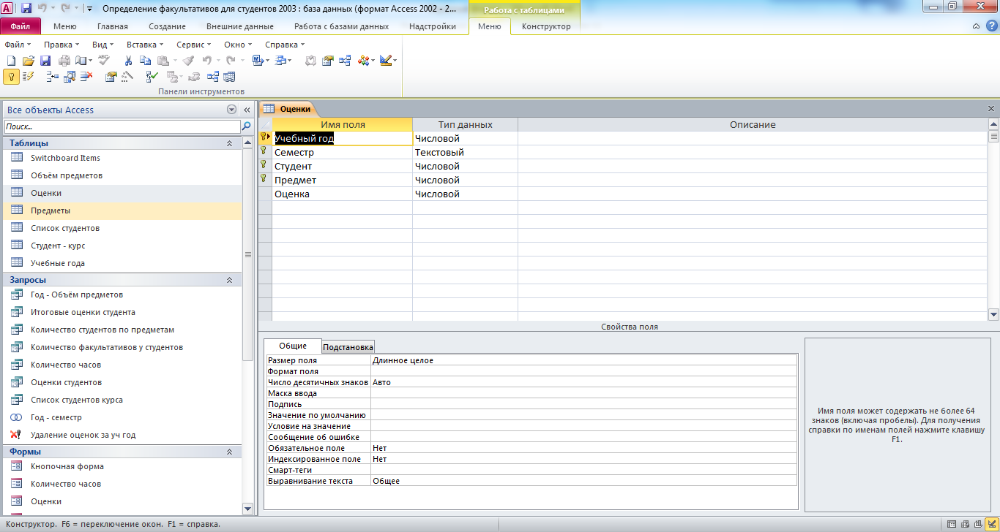 Определение факультативов для студентов 2003 : база данных (формат Access 2002 - 2...
Работа с таблицами
Файл Меню Главная Создание Внешние данные Работа с базами данных Надстройки Меню Конструктор
Файл Правка Вид Вставка Сервис Окно Справка
Панели инструментов
Все объекты Access
Поиск...
Таблицы
Switchboard Items
Объём предметов
Оценки
Предметы
Список студентов
Студент - курс
Учебные года
Запросы
Год - Объём предметов
Итоговые оценки студента
Количество студентов по предметам
Количество факультативов у студентов
Количество часов
Оценки студентов
Список студентов курса
Год - семестр
Удаление оценок за уч год
Формы
Кнопочная форма
Количество часов
Оценки
Оценки
Имя поля Тип данных Описание
Учебный год Числовой
Семестр Текстовый
Студент Числовой
Предмет Числовой
Оценка Числовой
Свойства поля
Общие Подстановка
Размер поля Длинное целое
Формат поля
Число десятичных знаков Авто
Маска ввода
Подпись
Значение по умолчанию
Условие на значение
Сообщение об ошибке
Обязательное поле Нет
Индексированное поле Нет
Смарт-теги
Выравнивание текста Общее
Имя поля может содержать не более 64
знаков (включая пробелы). Для получения
справки по именам полей нажмите клавишу
F1.
Конструктор. F6 = переключение окон. F1 = справка.